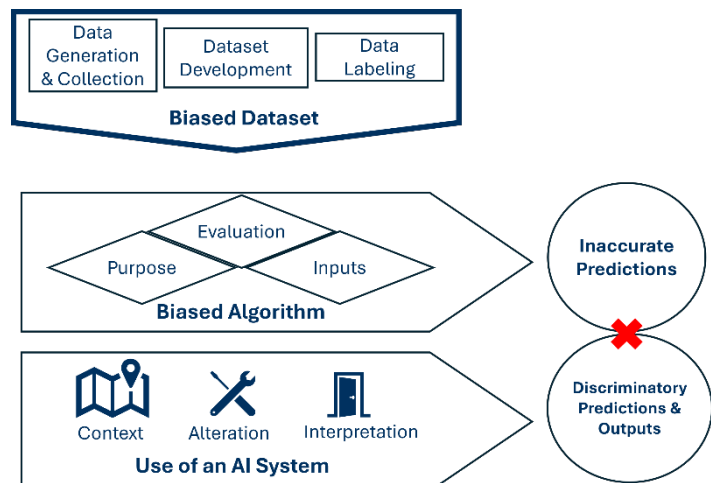 Data
Generation
& Collection
Dataset
Development
Data
Labeling
Biased Dataset
Evaluation
Purpose
Inputs
Biased Algorithm
Inaccurate
Predictions
Context
Alteration
Interpretation
Use of an AI System
Discriminatory
Predictions &
Outputs